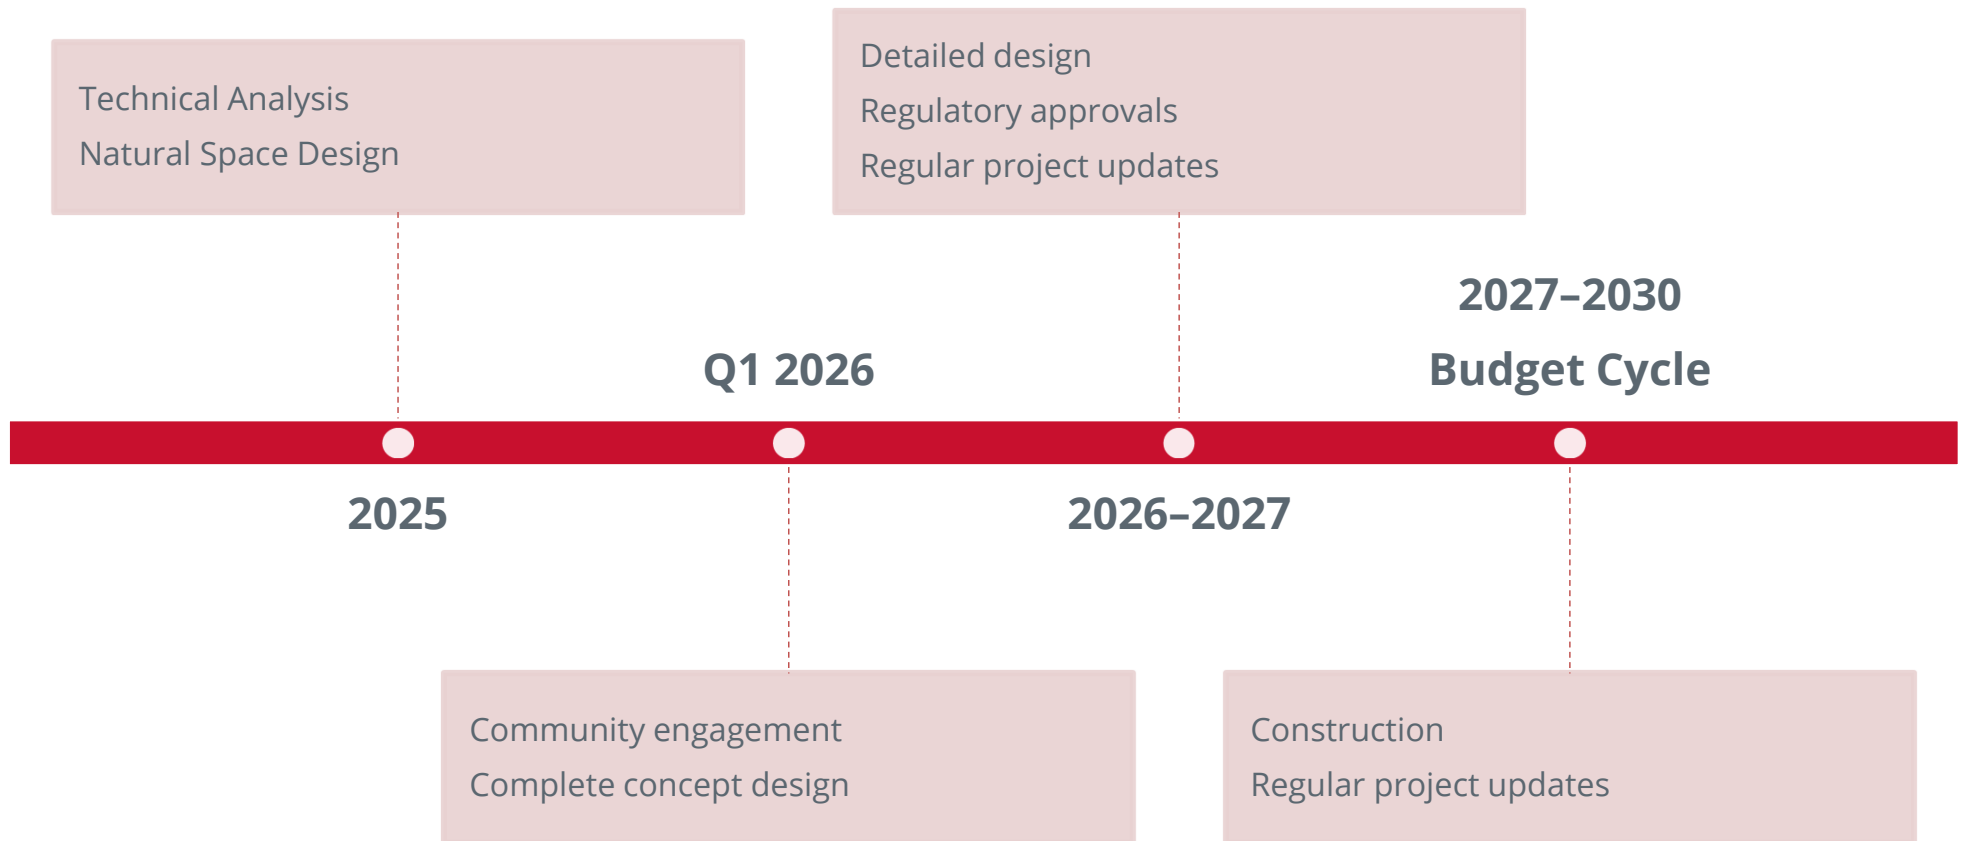 Technical Analysis
Natural Space Design
2025
Q1 2026
Community engagement
Complete concept design
Detailed design
Regulatory approvals
Regular project updates
2026–2027
2027–2030
Budget Cycle
Construction
Regular project updates